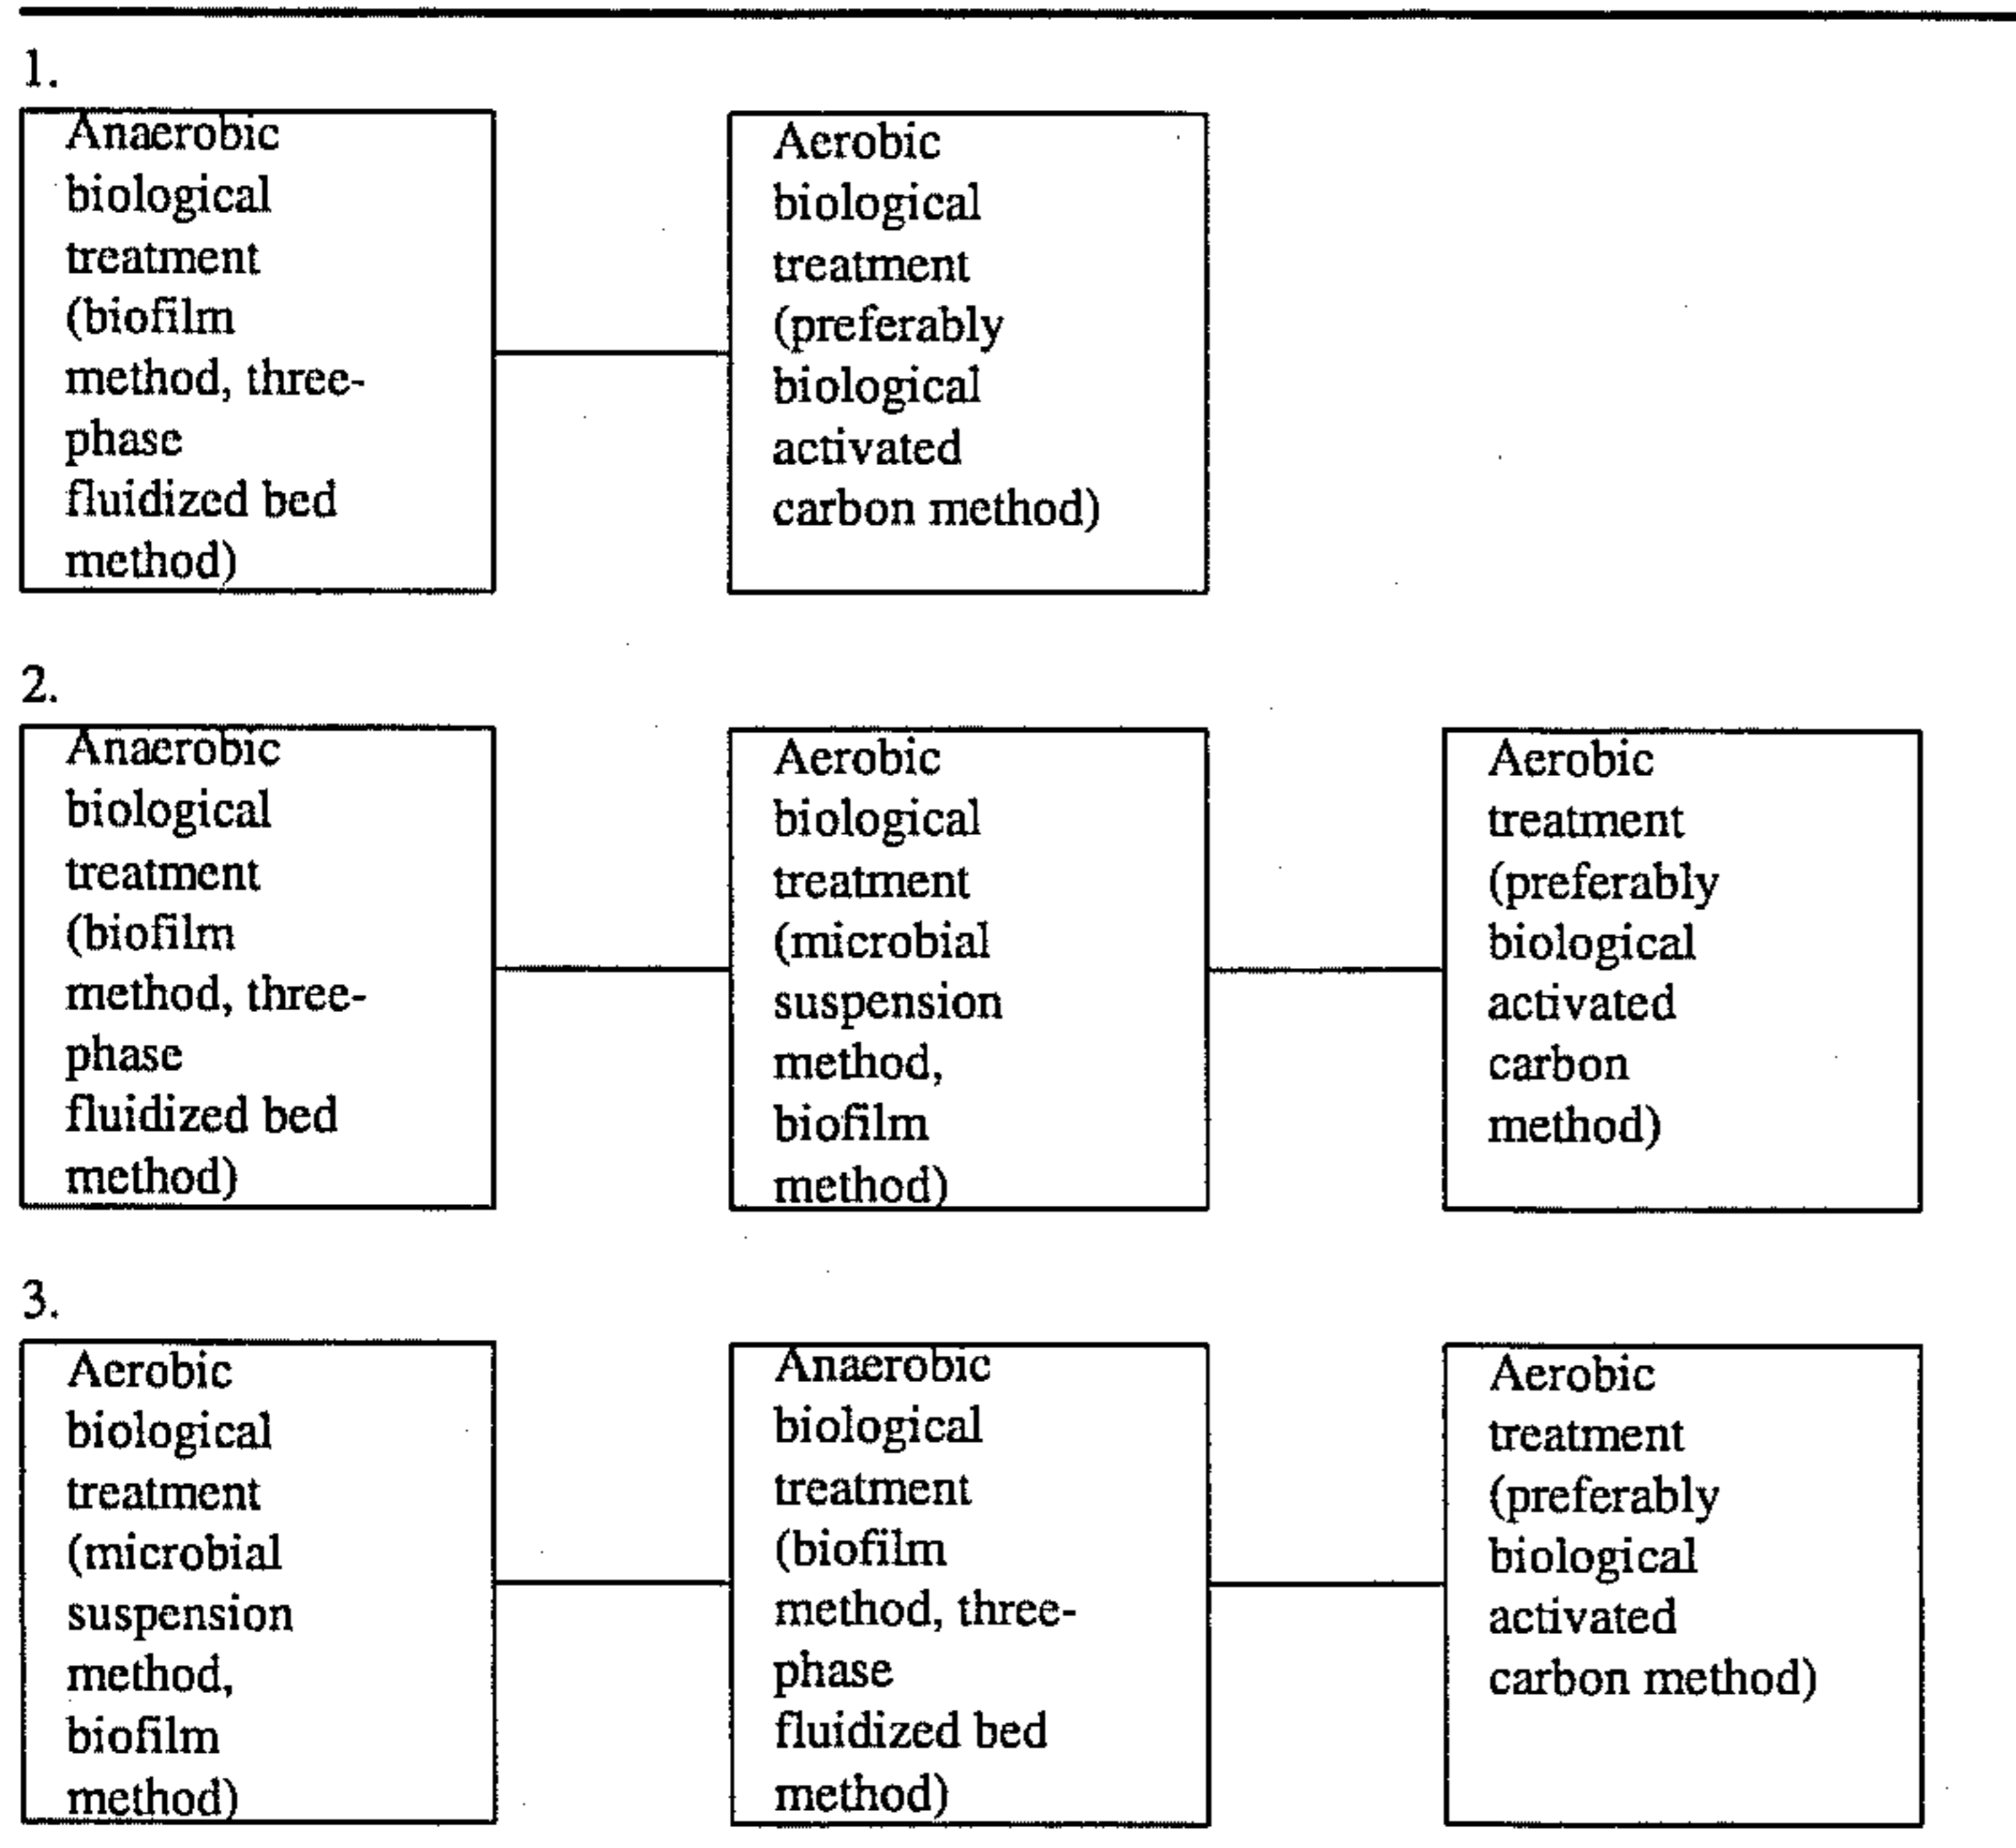 1.
Anaerobic
biological
treatment
(biofilm
method, three-
phase
fluidized bed
method)
Aerobic
biological
treatment
(preferably
biological
activated
carbon method)
2.
Anaerobic
biological
treatment
(biofilm
method, three-
phase
fluidized bed
method)
Aerobic
biological
treatment
(microbial
suspension
method,
biofilm
method)
Aerobic
treatment
(preferably
biological
activated
carbon
method)
3.
Aerobic
biological
treatment
(microbial
suspension
method,
biofilm
method)
Anaerobic
biological
treatment
(biofilm
method, three-
phase
fluidized bed
method)
Aerobic
treatment
(preferably
biological
activated
carbon method)